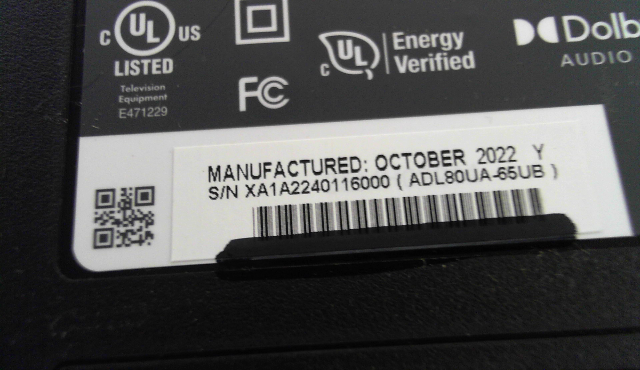 C UL US
LISTED
Television
Equipment
E471229
FC
C UL Energy
Verified
Dolb
AUDIO
MANUFACTURED: OCTOBER 2022 Y
S/N XA1A2240116000 ( ADL80UA-65UB )